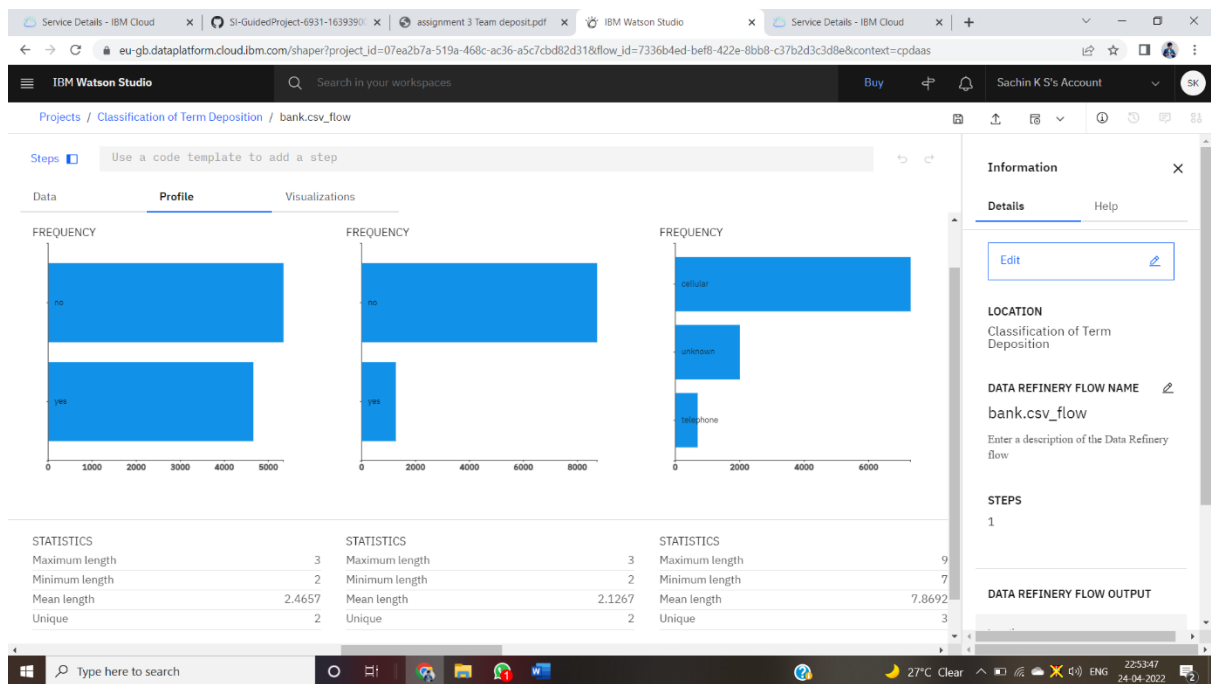 Service Details - IBM Cloud
SI-GuidedProject-6931-1639390
assignment 3 Team deposit.pdf
IBM Watson Studio
Service Details - IBM Cloud
eu-gb.dataplatform.cloud.ibm.com/shaper?project_id=07ea2b7a-519a-468c-ac36-a5c7cbd82d31&flow_id=7336b4ed-bef8-422e-8bb8-c37b2d3c3d8e&context=cpdaas
IBM Watson Studio
Search in your workspaces
Buy
Sachin K S's Account
SK
Projects / Classification of Term Deposition / bank.csv_flow
Steps
Use a code template to add a step
Data Profile Visualizations
FREQUENCY
no
yes
0 1000 2000 3000 4000 5000
FREQUENCY
no
yes
0 2000 4000 6000 8000
FREQUENCY
cellular
unknown
telephone
0 2000 4000 6000
STATISTICS
Maximum length 3
Minimum length 2
Mean length 2.4657
Unique 2
STATISTICS
Maximum length 3
Minimum length 2
Mean length 2.1267
Unique 2
STATISTICS
Maximum length 9
Minimum length 7
Mean length 7.8692
Unique 3
Information
Details Help
Edit
LOCATION
Classification of Term
Deposition
DATA REFINERY FLOW NAME
bank.csv_flow
Enter a description of the Data Refinery
flow
STEPS
1
DATA REFINERY FLOW OUTPUT
Type here to search
27°C Clear
ENG
22:53:47
24-04-2022
2